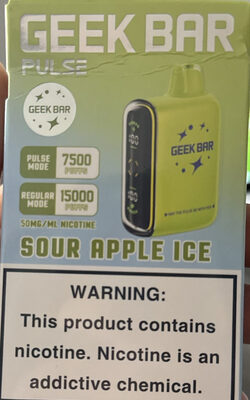 GEEK BAR
PULSE
GEEK BAR
GEEK BAR
PULSE
MODE
7500
PUFFS
REGULAR
MODE
15000
PUFFS
50MG/ML NICOTINE
SOUR APPLE ICE
WARNING:
This product contains
nicotine. Nicotine is an
addictive chemical.